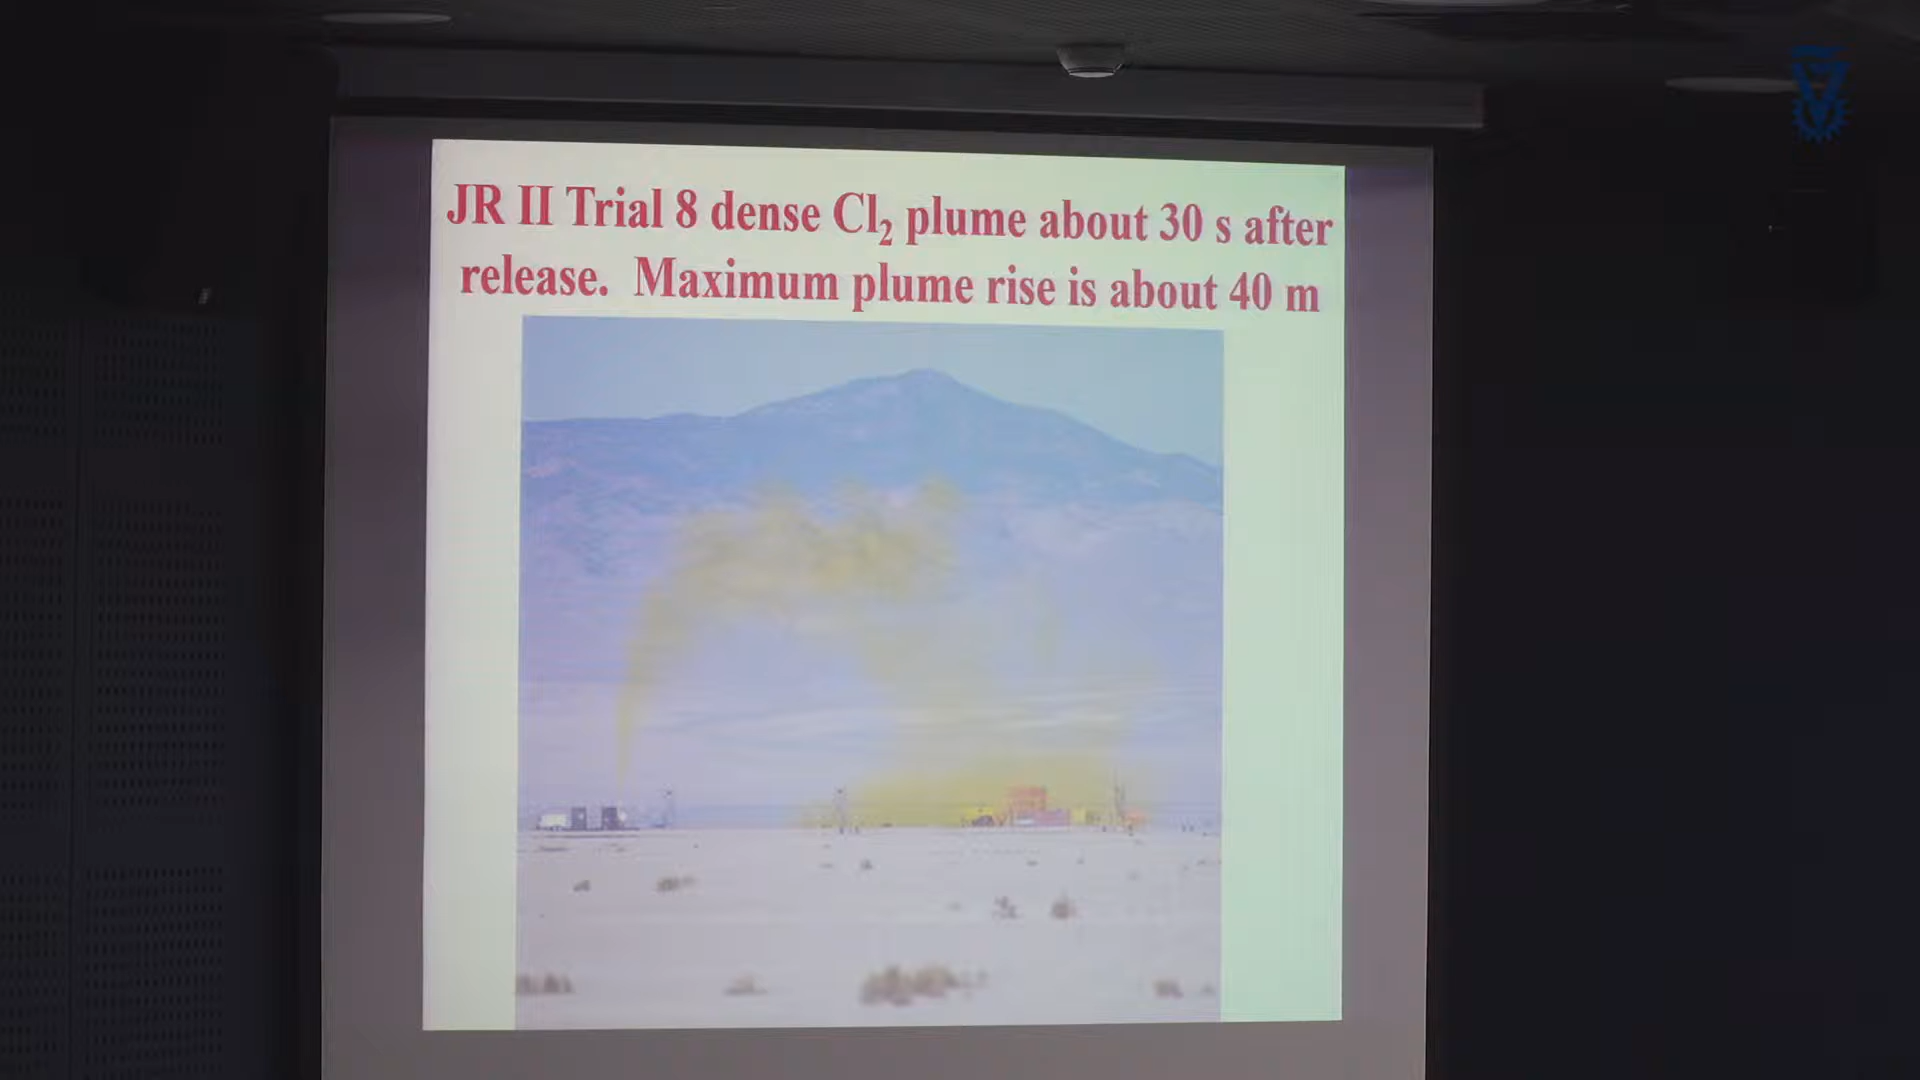 JR II Trial 8 dense Cl₂ plume about 30 s after
release. Maximum plume rise is about 40 m